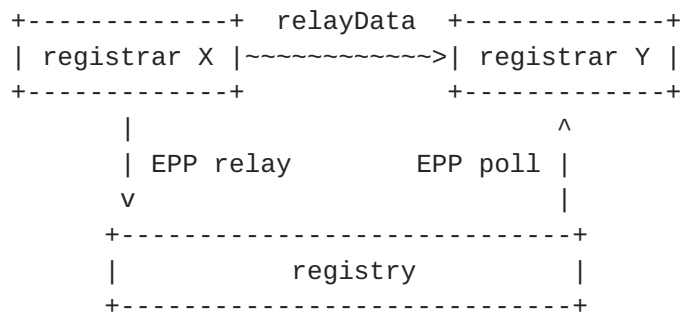 +-------------+  relayData  +-------------+
| registrar X |~~~~~~~~~~~~>| registrar Y |
+-------------+             +-------------+
       |                           ^
       | EPP relay        EPP poll |
       v                           |
      +-----------------------------+
      |           registry          |
      +-----------------------------+